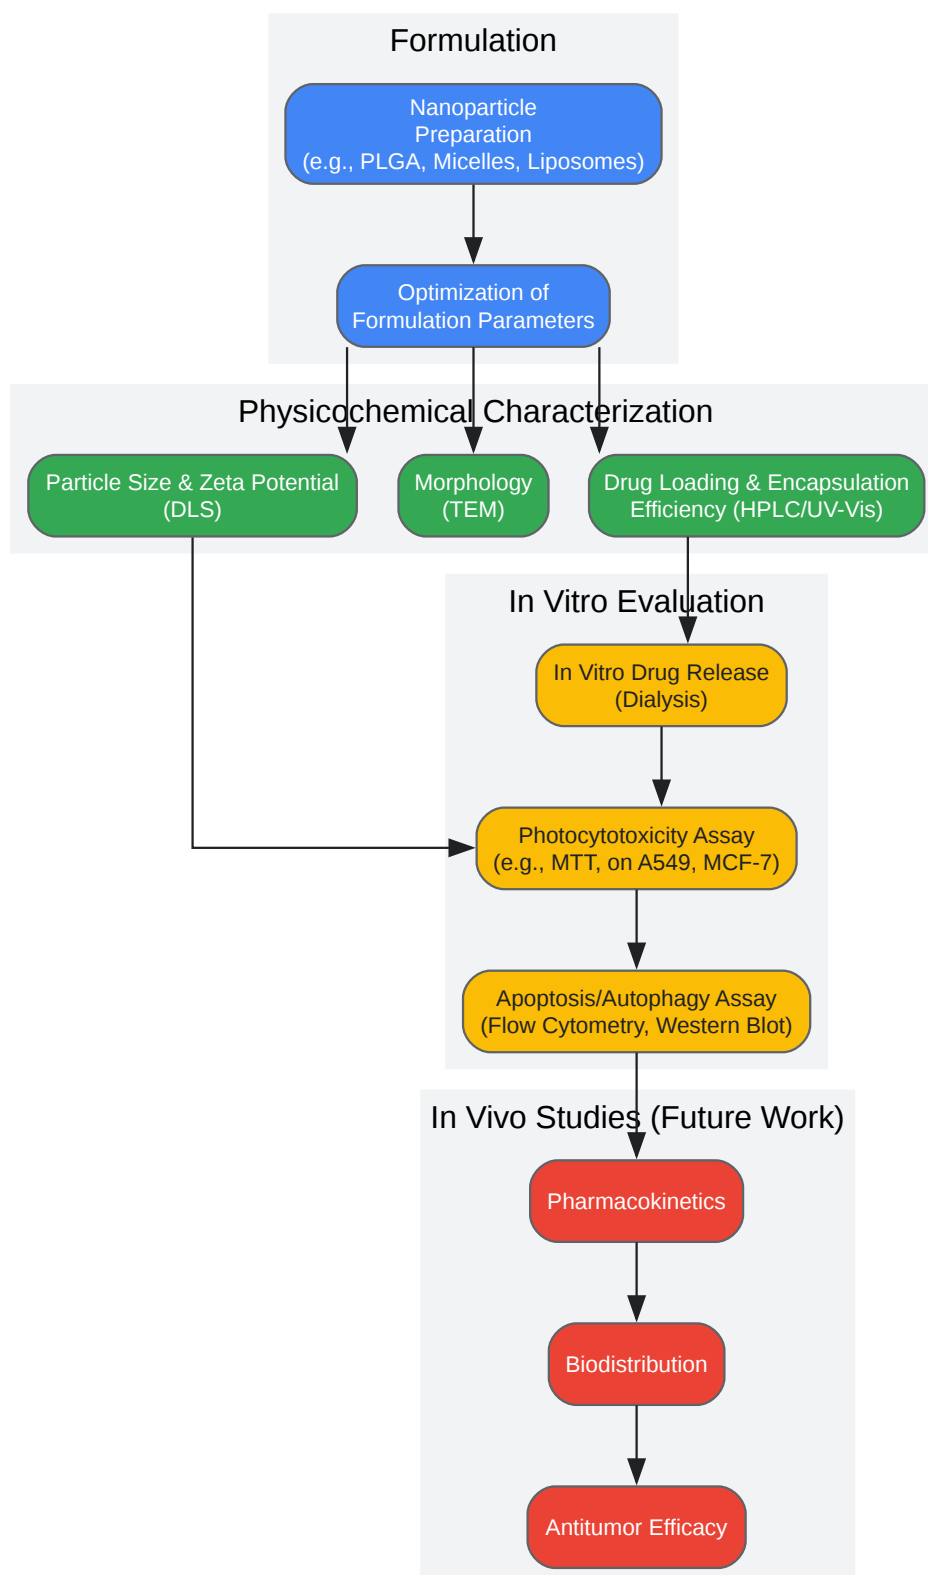 Formulation
Nanoparticle
Preparation
(e.g., PLGA, Micelles, Liposomes)
Optimization of
Formulation Parameters
Physicochemical Characterization
Particle Size & Zeta Potential
(DLS)
Morphology
(TEM)
Drug Loading & Encapsulation
Efficiency (HPLC/UV-Vis)
In Vitro Evaluation
In Vitro Drug Release
(Dialysis)
Photocytotoxicity Assay
(e.g., MTT, on A549, MCF-7)
Apoptosis/Autophagy Assay
(Flow Cytometry, Western Blot)
In Vivo Studies (Future Work)
Pharmacokinetics
Biodistribution
Antitumor Efficacy